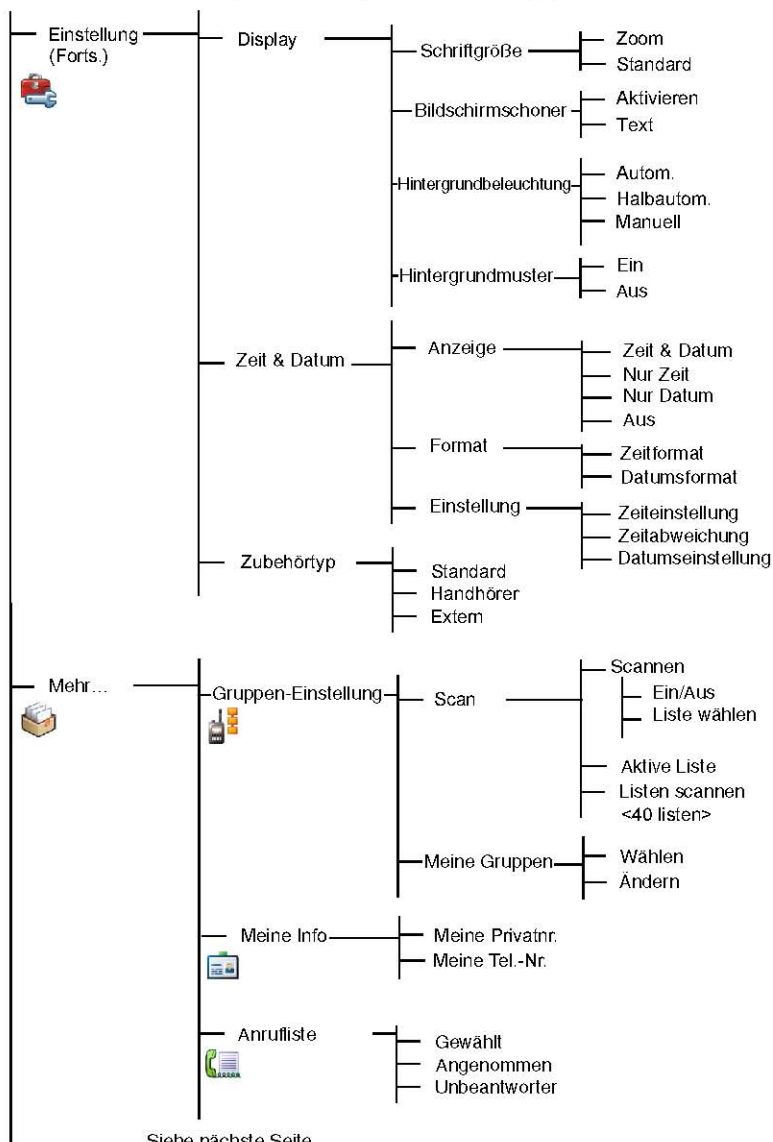 Einstellung
(Forts.)
Display
Schriftgröße
Zoom
Standard
Bildschirmschoner
Aktivieren
Text
Hintergrundbeleuchtung
Autom.
Halbautom.
Manuell
Hintergrundmuster
Ein
Aus
Zeit & Datum
Anzeige
Zeit & Datum
Nur Zeit
Nur Datum
Aus
Format
Zeitformat
Datumsformat
Einstellung
Zeiteinstellung
Zeitabweichung
Datumseinstellung
Zubehörtyp
Standard
Handhörer
Extern
Mehr...
Gruppen-Einstellung
Scan
Scannen
Ein/Aus
Liste wählen
Aktive Liste
Listen scannen
<40 listen>
Meine Gruppen
Wählen
Ändern
Meine Info
Meine Privatnr.
Meine Tel.-Nr.
Anrufliste
Gewählt
Angenommen
Unbeantworter
Siehe nächste Seite